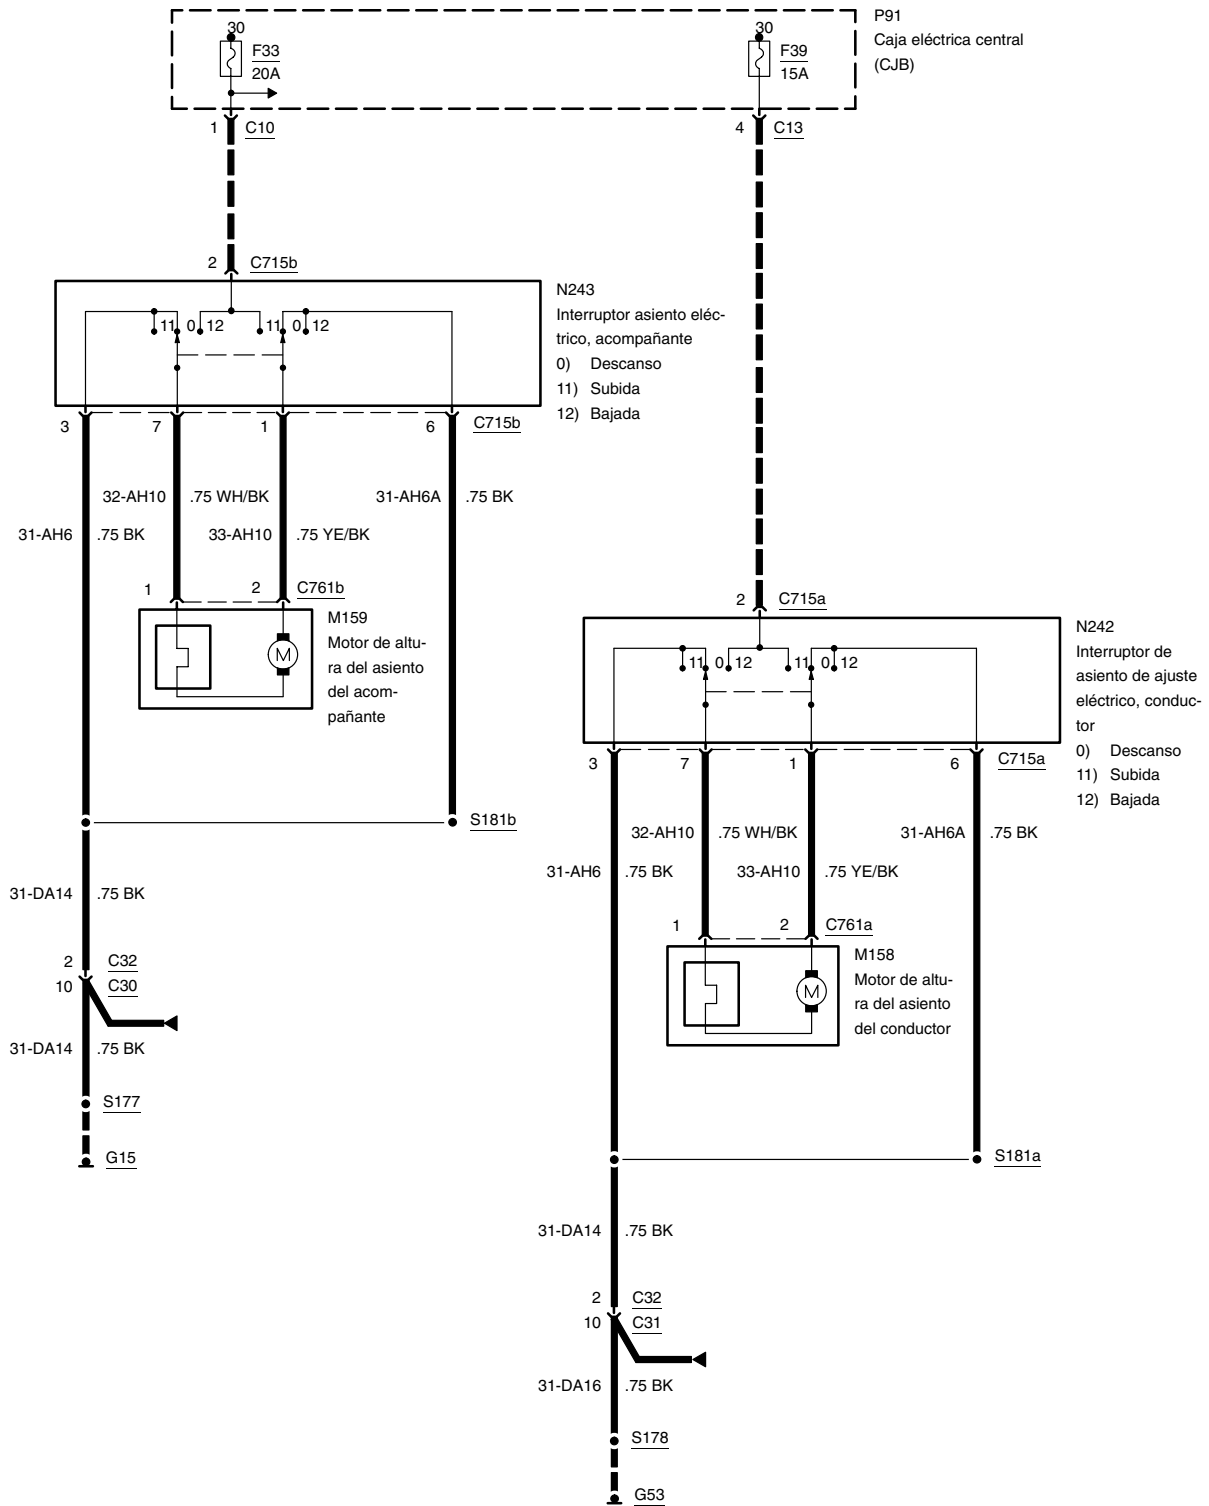 P91
Caja eléctrica central
(CJB)
30
F33
20A
30
F39
15A
1 C10
4 C13
2 C715b
N243
Interruptor asiento eléc-
trico, acompañante
0) Descanso
11) Subida
12) Bajada
11 0 12 11 0 12
3 7 1 6 C715b
32-AH10 .75 WH/BK 31-AH6A .75 BK
31-AH6 .75 BK 33-AH10 .75 YE/BK
1 2 C761b
M159
Motor de altu-
ra del asiento
del acom-
pañante
M
2 C715a
N242
Interruptor de
asiento de ajuste
eléctrico, conduc-
tor
0) Descanso
11) Subida
12) Bajada
11 0 12 11 0 12
3 7 1 6 C715a
S181b
32-AH10 .75 WH/BK 31-AH6A .75 BK
31-AH6 .75 BK 33-AH10 .75 YE/BK
31-DA14 .75 BK
1 2 C761a
M158
Motor de altu-
ra del asiento
del conductor
M
2 C32
10 C30
31-DA14 .75 BK
S177
G15
S181a
31-DA14 .75 BK
2 C32
10 C31
31-DA16 .75 BK
S178
G53